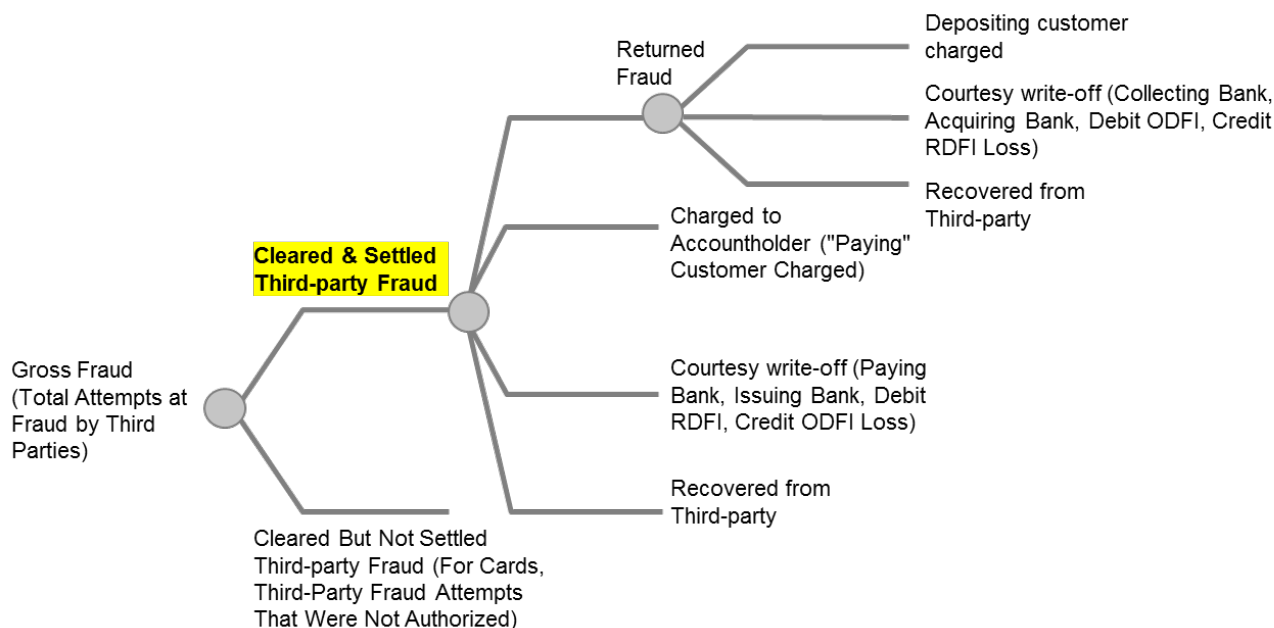 Depositing customer
charged
Returned
Fraud
Courtesy write-off (Collecting Bank,
Acquiring Bank, Debit ODFI, Credit
RDFI Loss)
Recovered from
Third-party
Charged to
Accountholder ("Paying"
Customer Charged)
Cleared & Settled
Third-party Fraud
Gross Fraud
(Total Attempts at
Fraud by Third
Parties)
Courtesy write-off (Paying
Bank, Issuing Bank, Debit
RDFI, Credit ODFI Loss)
Recovered from
Third-party
Cleared But Not Settled
Third-party Fraud (For Cards,
Third-Party Fraud Attempts
That Were Not Authorized)